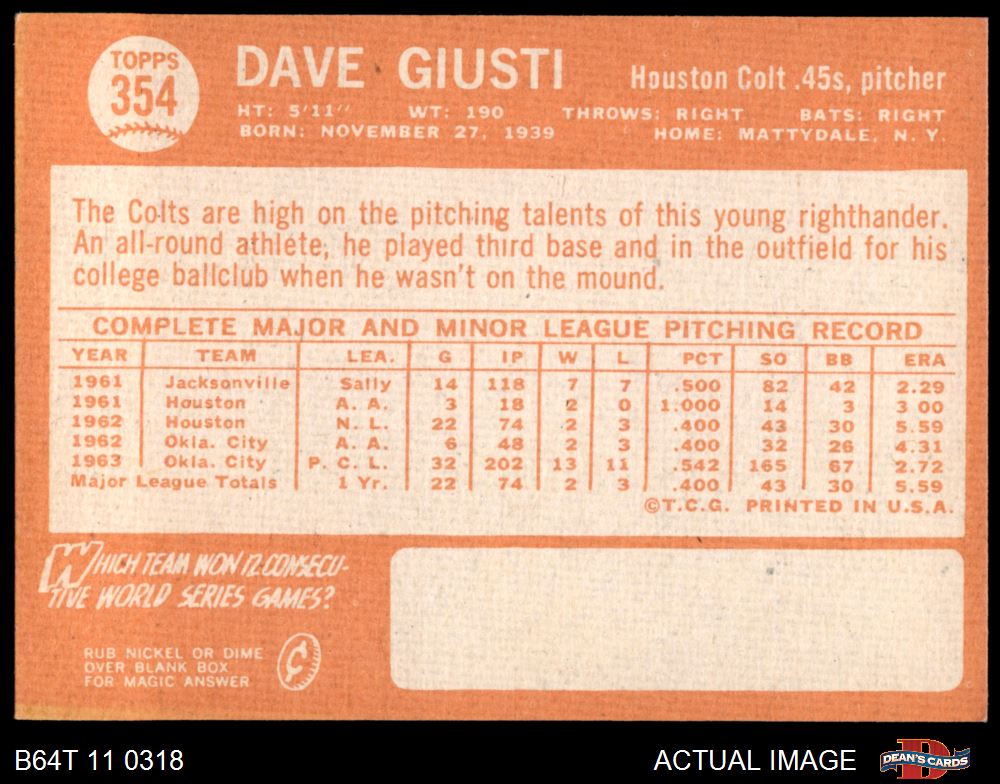 TOPPS
354
DAVE GIUSTI
Houston Colt .45s, pitcher
HT: 5'11" WT: 190 THROWS: RIGHT BATS: RIGHT
BORN: NOVEMBER 27, 1939 HOME: MATTYDALE, N. Y.
The Colts are high on the pitching talents of this young righthander.
An all-round athlete, he played third base and in the outfield for his
college ballclub when he wasn't on the mound.
COMPLETE MAJOR AND MINOR LEAGUE PITCHING RECORD
YEAR TEAM LEA. G IP W L PCT SO BB ERA
1961 Jacksonville Sally 14 118 7 7 .500 82 42 2.29
1961 Houston A. A. 3 18 2 0 1.000 14 3 3 00
1962 Houston N. L. 22 74 2 3 .400 43 30 5.59
1962 Okla. City A. A. 6 48 2 3 .400 32 26 4.31
1963 Okla. City P. C. L. 32 202 13 11 .542 165 67 2.72
Major League Totals 1 Yr. 22 74 2 3 .400 43 30 5.59
©T.C.G. PRINTED IN U.S.A.
WHICH TEAM WON 12 CONSECU-
TIVE WORLD SERIES GAMES?
RUB NICKEL OR DIME
OVER BLANK BOX
FOR MAGIC ANSWER
¢
B64T 11 0318
ACTUAL IMAGE
DEAN'S CARDS